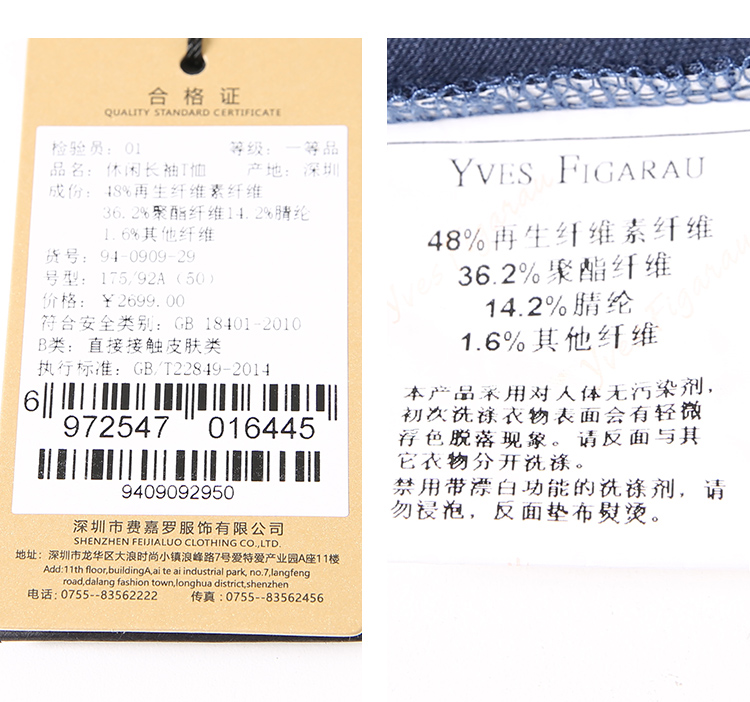 合格证
QUALITY STANDARD CERTIFICATE
检验员: 01 等级: 一等品
品名: 休闲长袖T恤 产地: 深圳
成份: 48%再生纤维素纤维
36.2%聚酯纤维14.2%腈纶
1.6%其他纤维
货号: 94-0909-29
号型: 175/92A (50)
价格: ￥2699.00
符合安全类别: GB 18401-2010
B类: 直接接触皮肤类
执行标准: GB/T22849-2014
6 972547 016445
9409092950
深圳市费嘉罗服饰有限公司
SHENZHEN FEIJIALUO CLOTHING CO.,LTD.
地址: 深圳市龙华区大浪时尚小镇浪峰路7号爱特爱产业园A座11楼
Add:11th floor,buildingA,ai te ai industrial park, no.7,langfeng
road,dalang fashion town,longhua district,shenzhen
电话: 0755--83562222 传真: 0755--83562456
YVES FIGARAU
48%再生纤维素纤维
36.2%聚酯纤维
14.2%腈纶
1.6%其他纤维
Yves Figarau
本产品采用对人体无污染剂,
初次洗涤衣物表面会有轻微
浮色脱落现象。请反面与其
它衣物分开洗涤。
禁用带漂白功能的洗涤剂, 请
勿浸泡, 反面垫布熨烫。